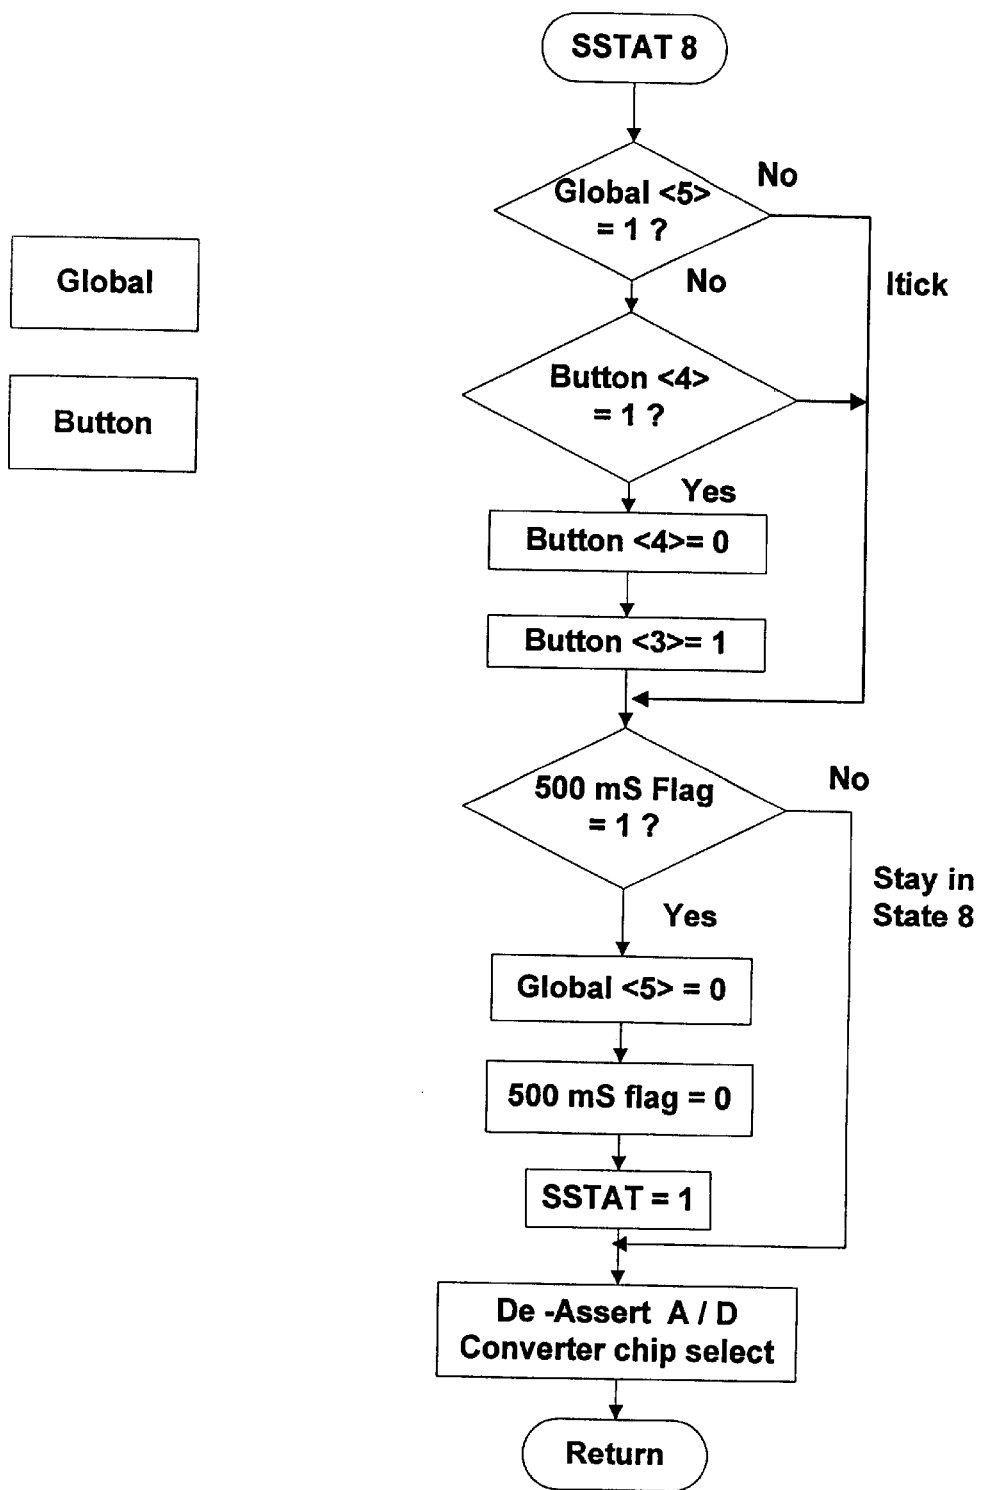 SSTAT 8
Global <5>
= 1 ?
No
No
Itick
Global
Button
Button <4>
= 1 ?
Yes
Button <4>= 0
Button <3>= 1
500 mS Flag
= 1 ?
No
Stay in
State 8
Yes
Global <5> = 0
500 mS flag = 0
SSTAT = 1
De -Assert A / D
Converter chip select
Return